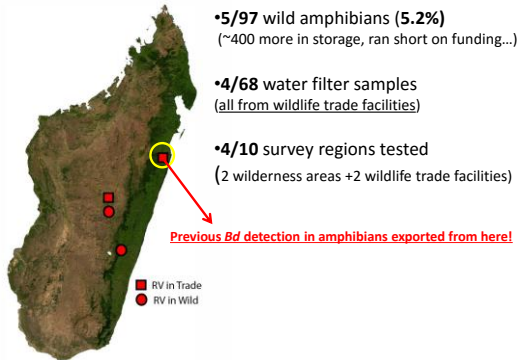 •5/97 wild amphibians (5.2%)
(~400 more in storage, ran short on funding…)
•4/68 water filter samples
(all from wildlife trade facilities)
•4/10 survey regions tested
(2 wilderness areas +2 wildlife trade facilities)
Previous Bd detection in amphibians exported from here!
RV in Trade
RV in Wild